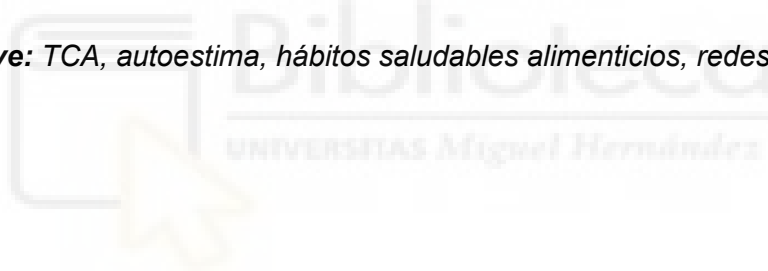 ve: TCA, autoestima, hábitos saludables alimenticios, redes
Biblioteca
UNIVERSITAS Miguel Hernández